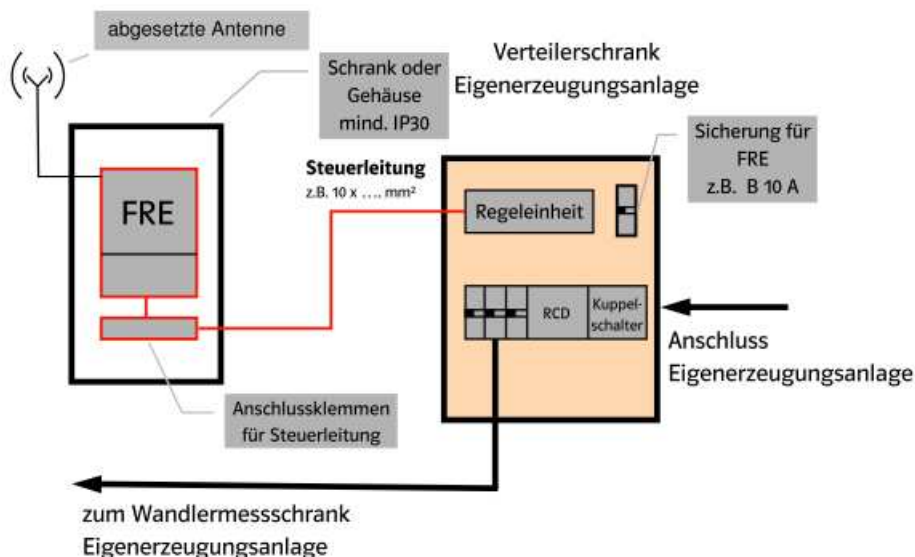 abgesetzte Antenne
Schrank oder
Gehäuse
mind. IP30
Verteilerschrank
Eigenerzeugungsanlage
Sicherung für
FRE
z.B. B 10 A
Steuerleitung
z.B. 10 x .... mm²
FRE
Regeleinheit
RCD
Kuppel-
schalter
Anschluss
Eigenerzeugungsanlage
Anschlussklemmen
für Steuerleitung
zum Wandlermessschrank
Eigenerzeugungsanlage